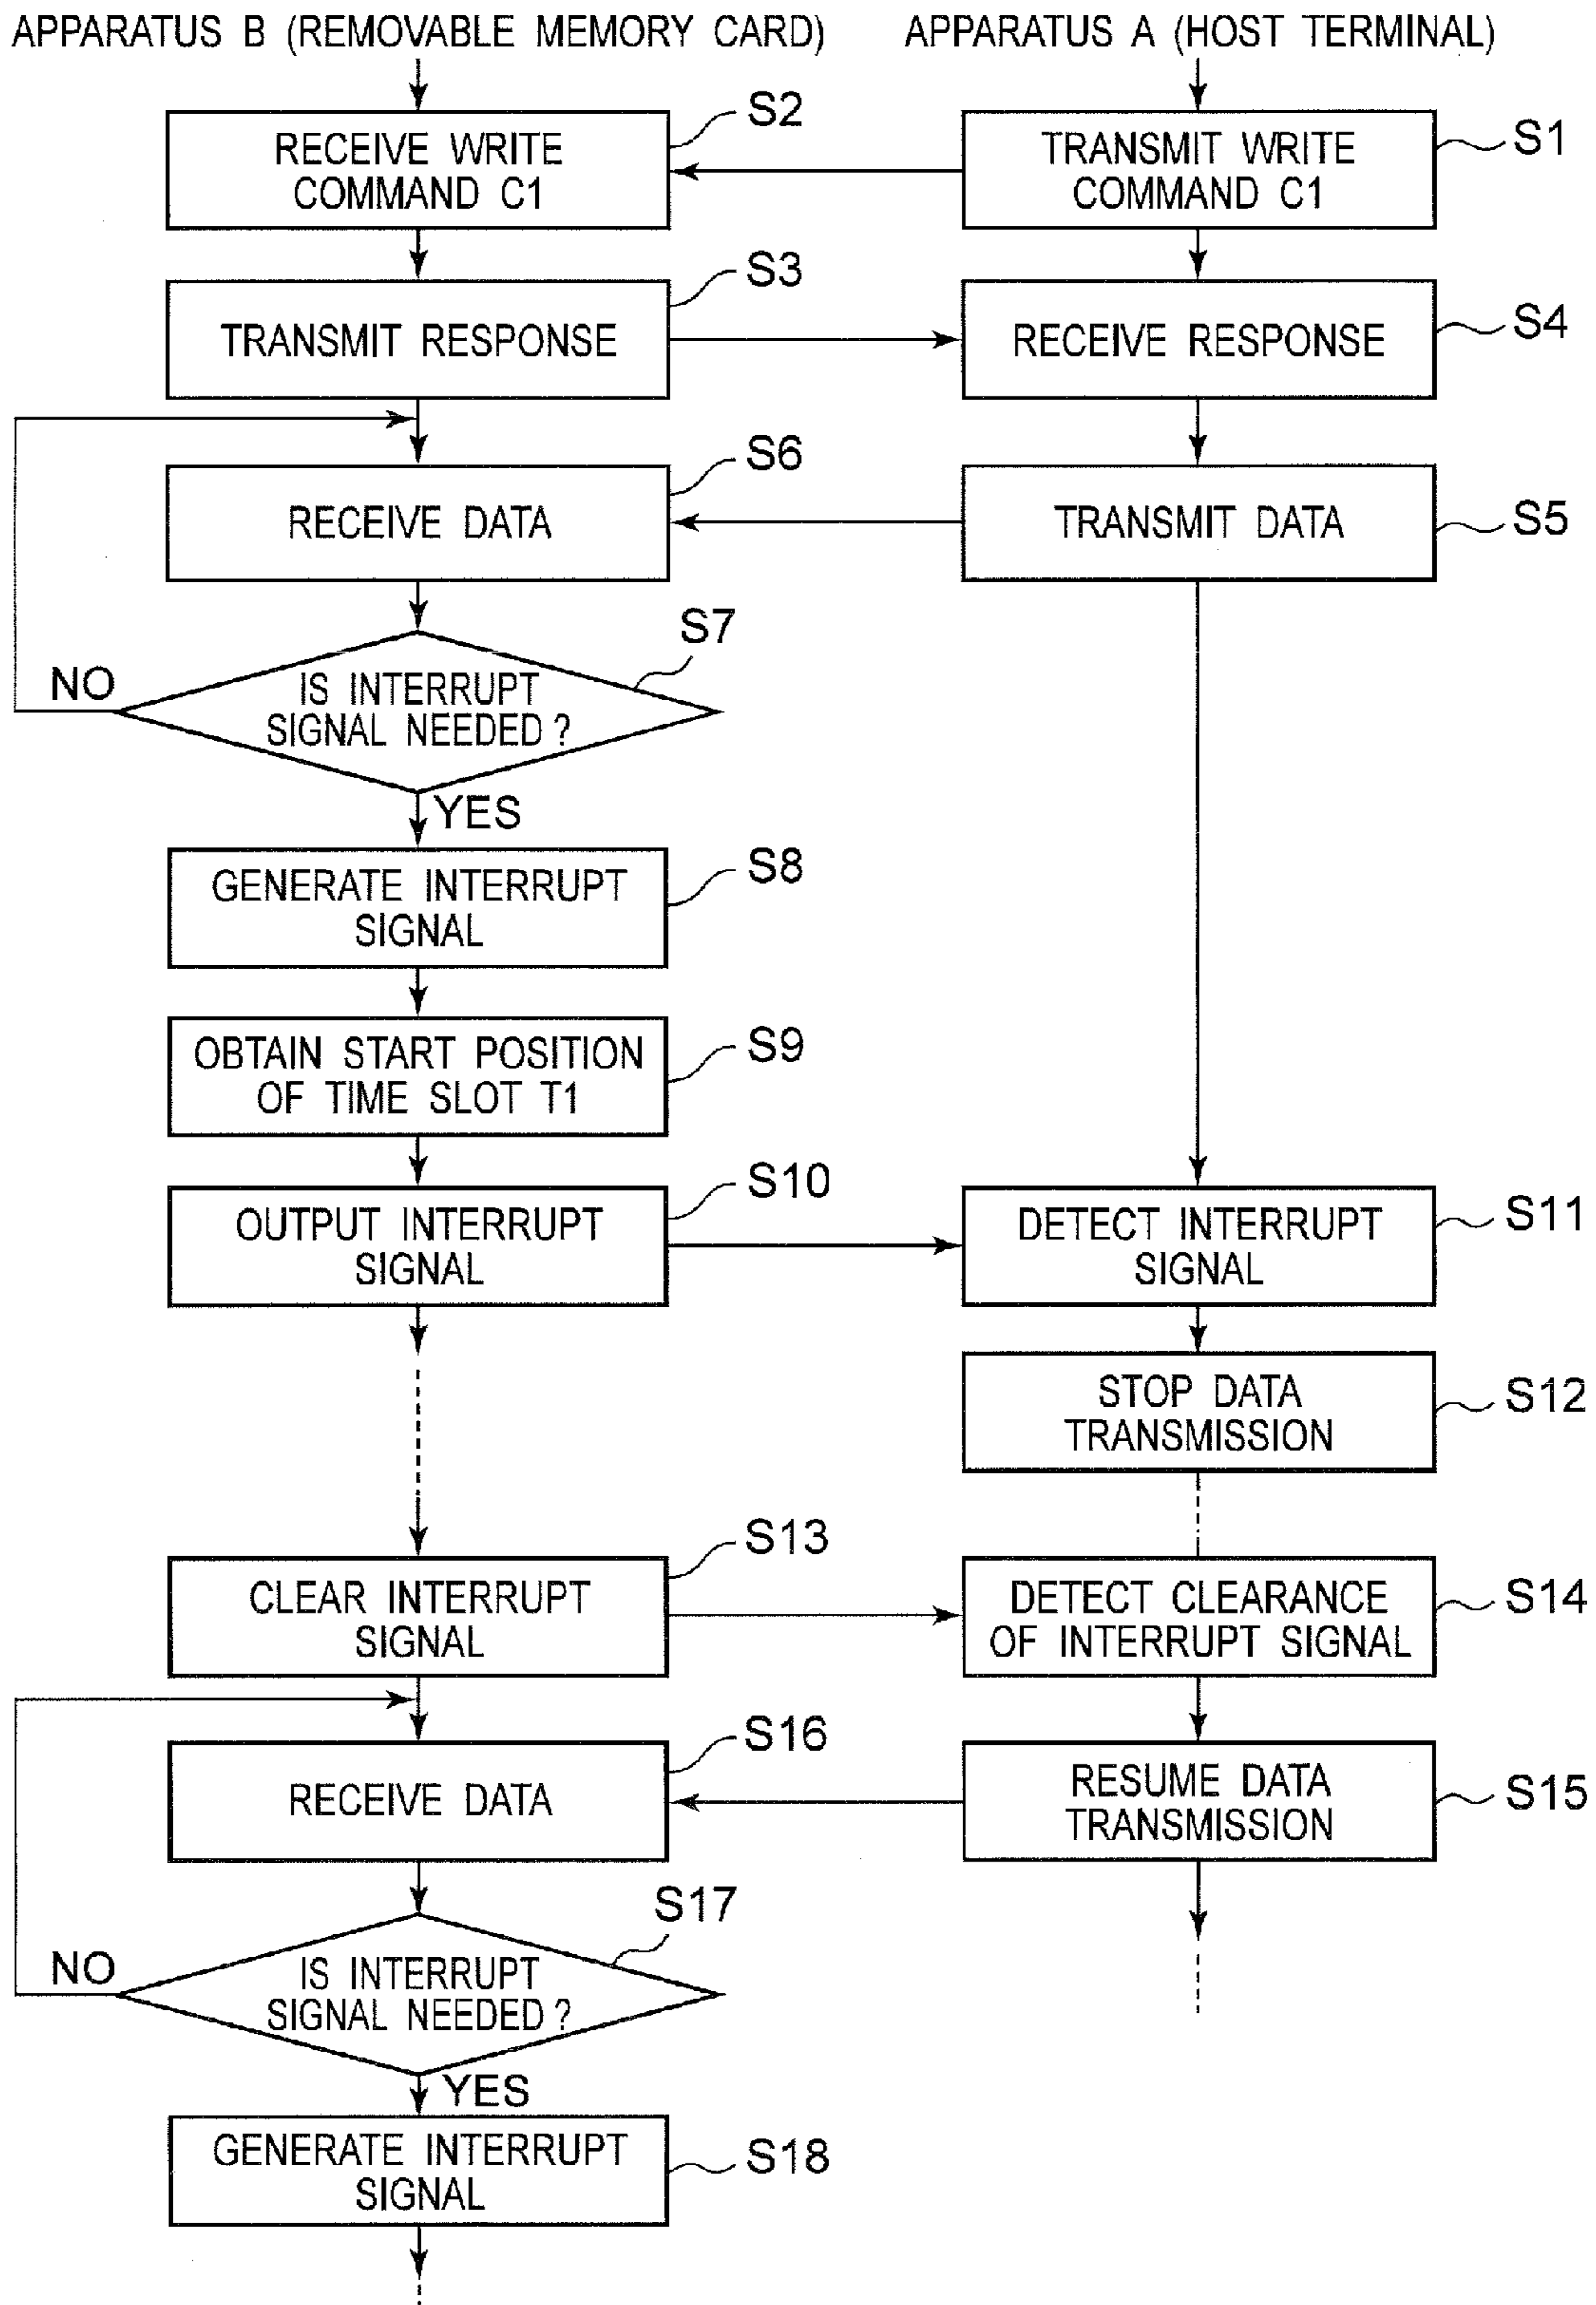 APPARATUS B (REMOVABLE MEMORY CARD)
APPARATUS A (HOST TERMINAL)
S2
RECEIVE WRITE
COMMAND C1
TRANSMIT WRITE
COMMAND C1
S1
S3
TRANSMIT RESPONSE
RECEIVE RESPONSE
S4
S6
RECEIVE DATA
TRANSMIT DATA
S5
S7
NO
IS INTERRUPT
SIGNAL NEEDED ?
YES
S8
GENERATE INTERRUPT
SIGNAL
S9
OBTAIN START POSITION
OF TIME SLOT T1
S10
OUTPUT INTERRUPT
SIGNAL
DETECT INTERRUPT
SIGNAL
S11
STOP DATA
TRANSMISSION
S12
S13
CLEAR INTERRUPT
SIGNAL
DETECT CLEARANCE
OF INTERRUPT SIGNAL
S14
S16
RECEIVE DATA
RESUME DATA
TRANSMISSION
S15
S17
NO
IS INTERRUPT
SIGNAL NEEDED ?
YES
GENERATE INTERRUPT
SIGNAL
S18